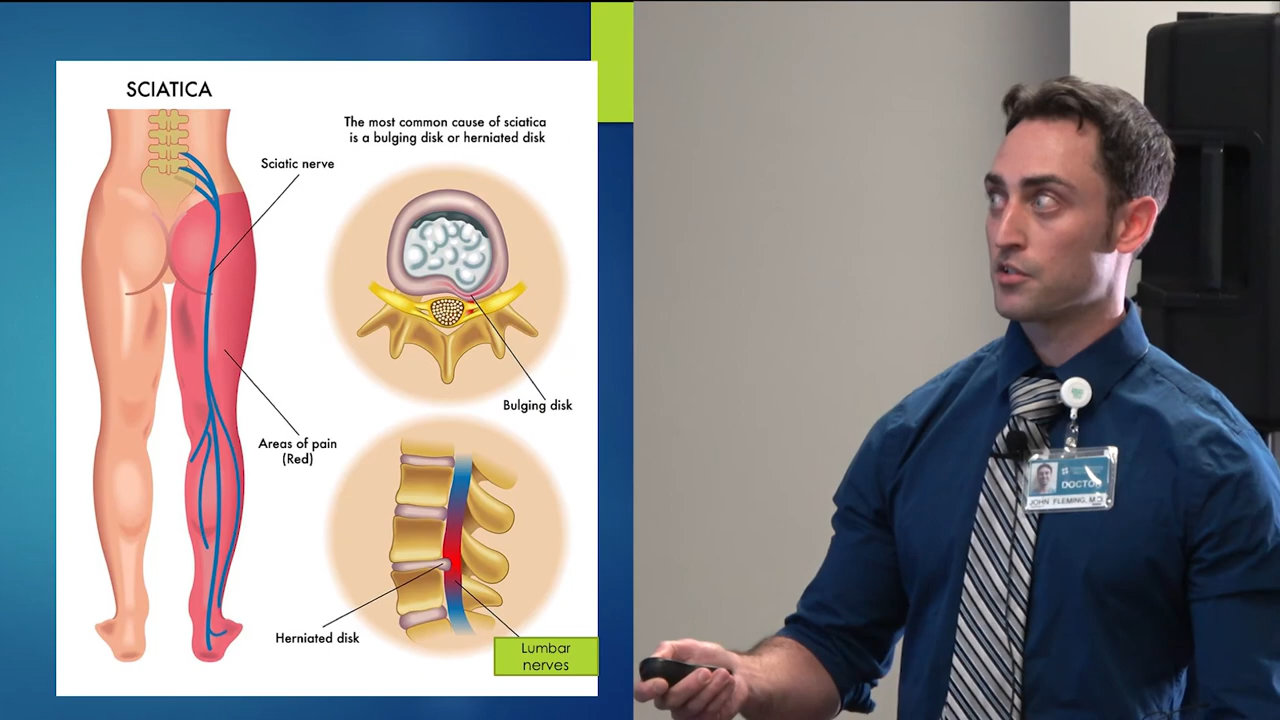 SCIATICA
The most common cause of sciatica
is a bulging disk or herniated disk
Sciatic nerve
Bulging disk
Areas of pain
(Red)
Herniated disk
Lumbar
nerves
DOCTOR
JOHN FLEMING, M.D.